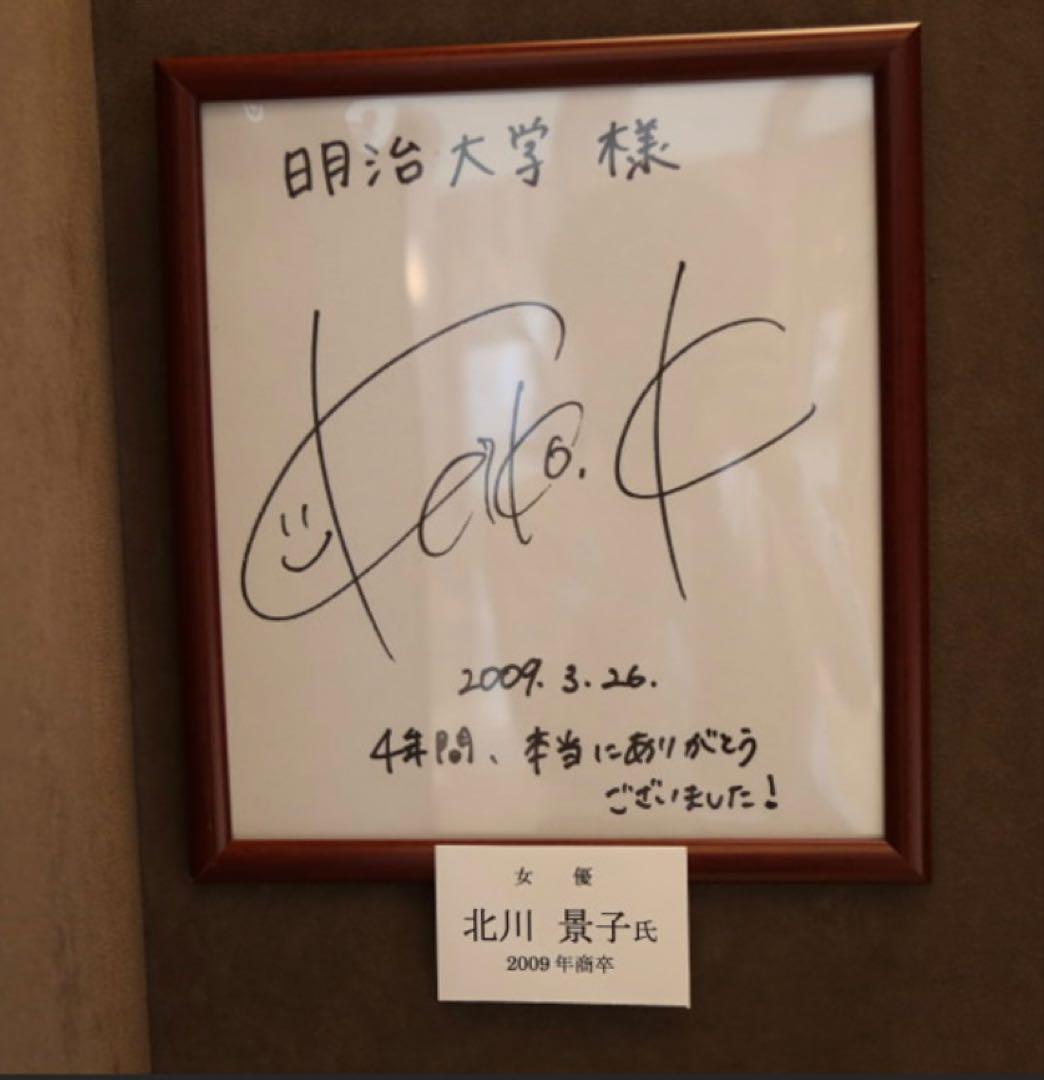 明治大学 様
Keiko. K
2009. 3. 26.
4年間、本当にありがとう
ございました！
女 優
北川 景子氏
2009年商卒